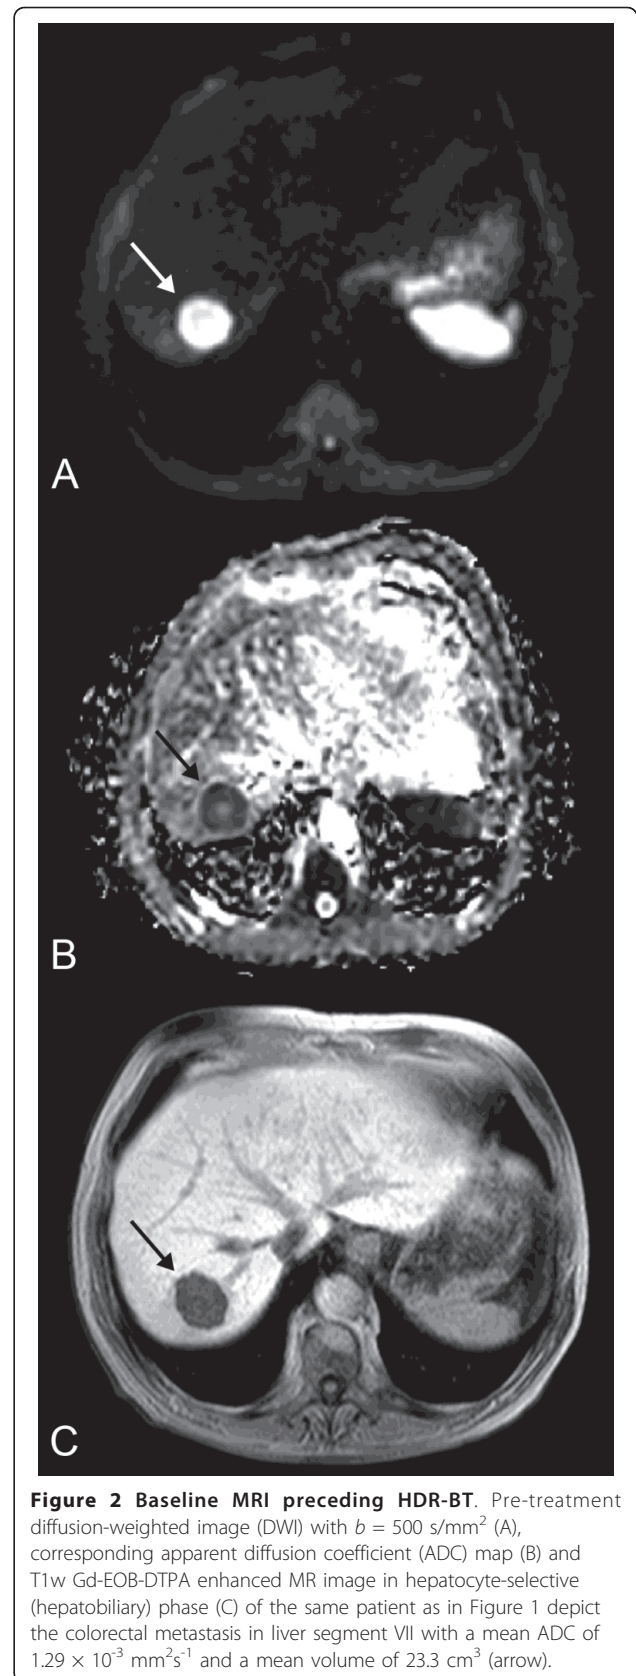 A
B
C
Figure 2 Baseline MRI preceding HDR-BT. Pre-treatment
diffusion-weighted image (DWI) with b = 500 s/mm² (A),
corresponding apparent diffusion coefficient (ADC) map (B) and
T1w Gd-EOB-DTPA enhanced MR image in hepatocyte-selective
(hepatobiliary) phase (C) of the same patient as in Figure 1 depict
the colorectal metastasis in liver segment VII with a mean ADC of
1.29 × 10⁻³ mm²s⁻¹ and a mean volume of 23.3 cm³ (arrow).